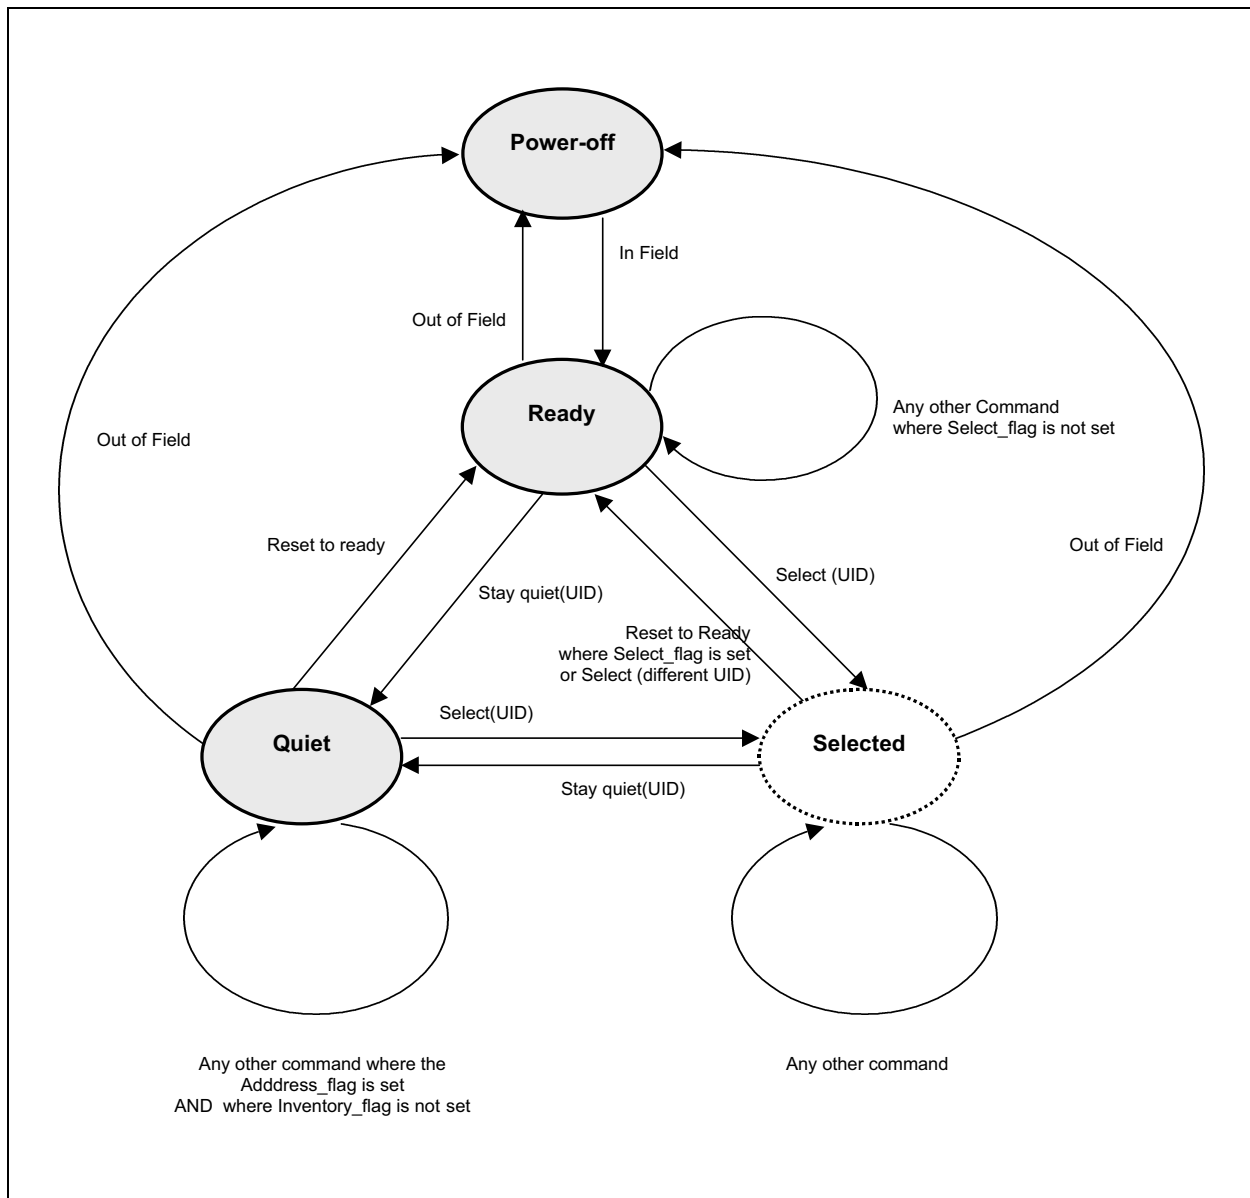 Power-off
In Field
Out of Field
Ready
Any other Command
where Select_flag is not set
Out of Field
Reset to ready
Out of Field
Select (UID)
Stay quiet(UID)
Reset to Ready
where Select_flag is set
or Select (different UID)
Select(UID)
Quiet
Selected
Stay quiet(UID)
Any other command where the
Adddress_flag is set
AND where Inventory_flag is not set
Any other command